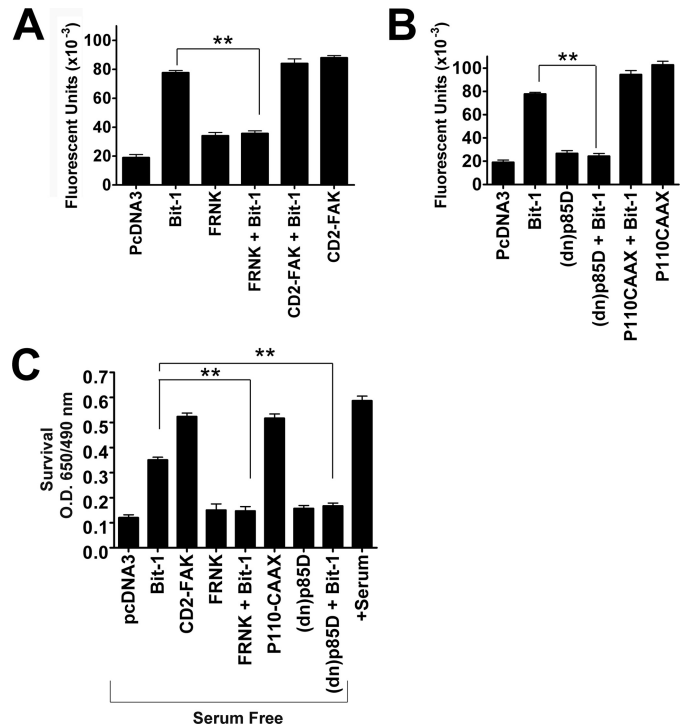 A
Fluorescent Units (x10⁻³)
100
80
60
40
20
0
**
PcDNA3
Bit-1
FRNK
FRNK + Bit-1
CD2-FAK + Bit-1
CD2-FAK
B
Fluorescent Units (x10⁻³)
100
80
60
40
20
0
**
PcDNA3
Bit-1
(dn)p85D
(dn)p85D + Bit-1
P110CAAX + Bit-1
P110CAAX
C
Survival
O.D. 650/490 nm
0.7
0.6
0.5
0.4
0.3
0.2
0.1
0.0
**
**
pcDNA3
Bit-1
CD2-FAK
FRNK
FRNK + Bit-1
P110-CAAX
(dn)p85D
(dn)p85D + Bit-1
+Serum
Serum Free